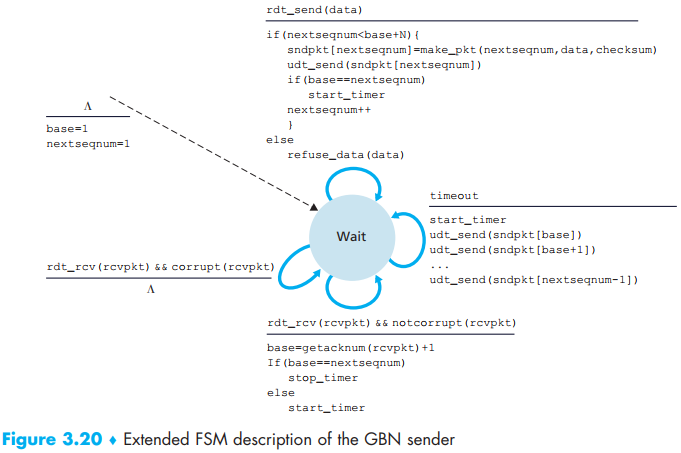 rdt_send(data)
if(nextseqnum<base+N){
sndpkt[nextseqnum]=make_pkt(nextseqnum,data,checksum)
udt_send(sndpkt[nextseqnum])
if(base==nextseqnum)
start_timer
nextseqnum++
}
else
refuse_data(data)
Λ
base=1
nextseqnum=1
Wait
timeout
start_timer
udt_send(sndpkt[base])
udt_send(sndpkt[base+1])
...
udt_send(sndpkt[nextseqnum-1])
rdt_rcv(rcvpkt) && corrupt(rcvpkt)
Λ
rdt_rcv(rcvpkt) && notcorrupt(rcvpkt)
base=getacknum(rcvpkt)+1
If(base==nextseqnum)
stop_timer
else
start_timer
Figure 3.20 ♦ Extended FSM description of the GBN sender